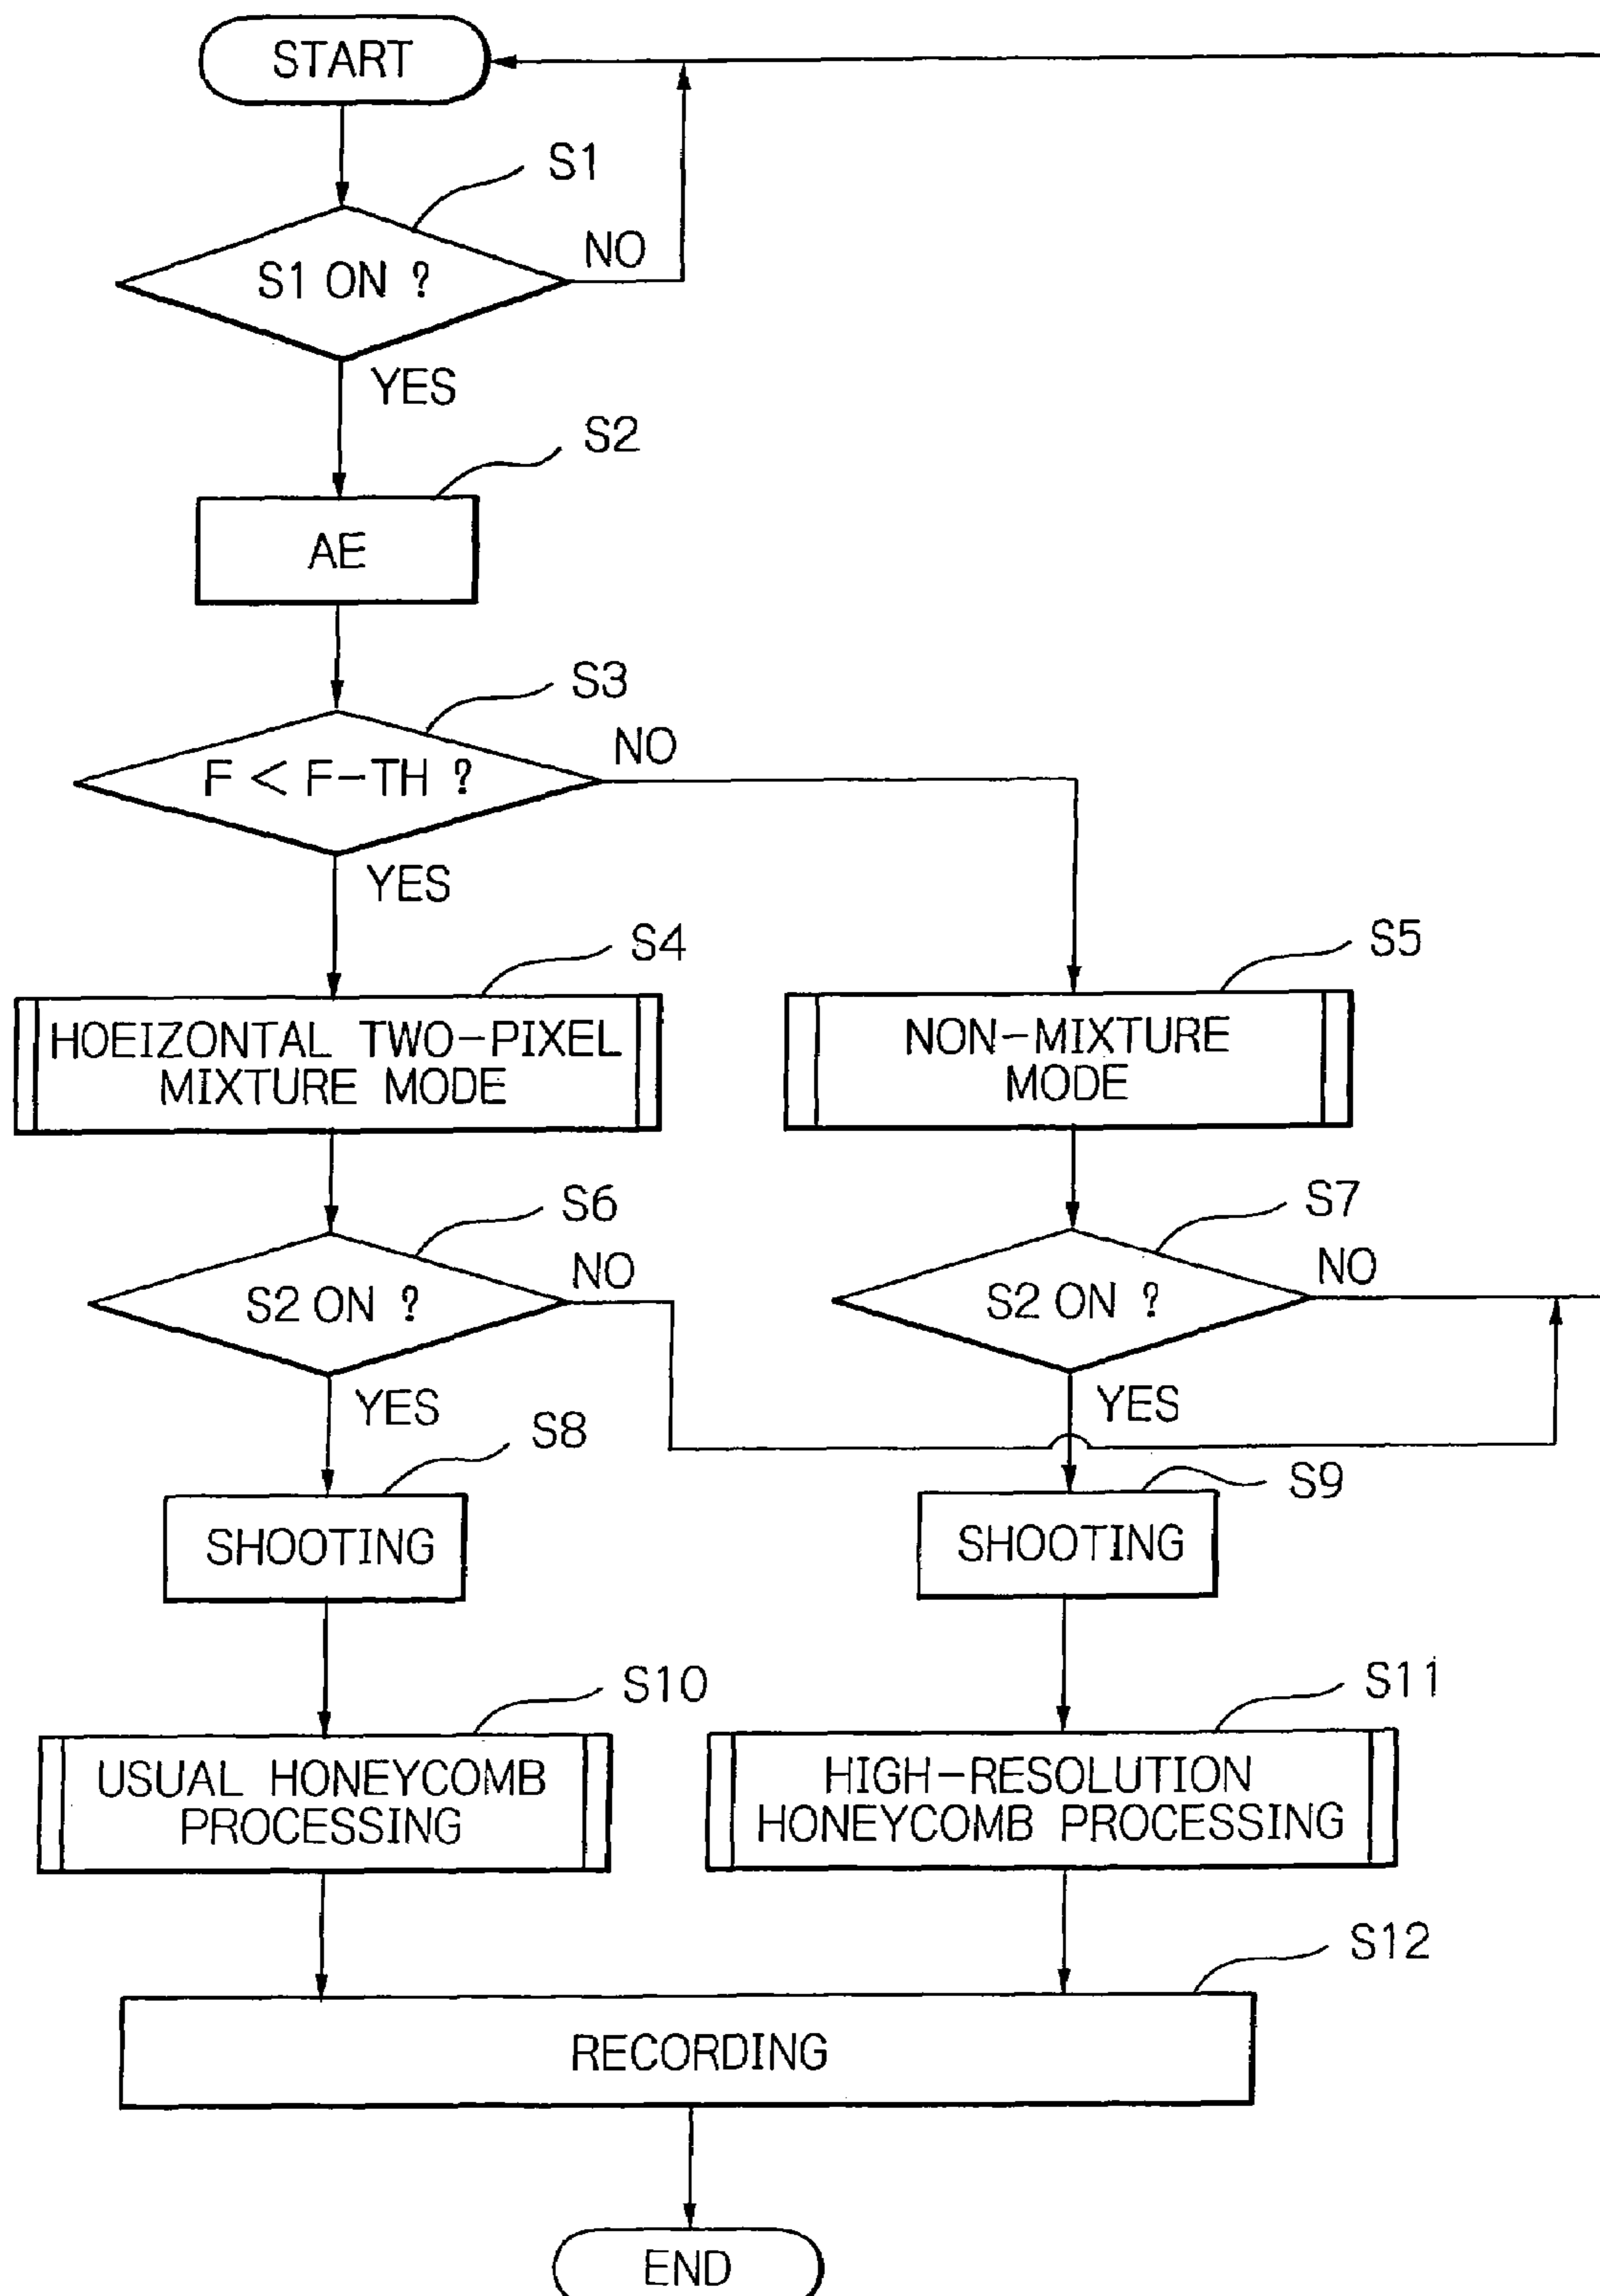 START
S1
S1 ON ?
NO
YES
S2
AE
S3
F < F-TH ?
NO
YES
S4
S5
HOEIZONTAL TWO-PIXEL
MIXTURE MODE
NON-MIXTURE
MODE
S6
S7
S2 ON ?
NO
S2 ON ?
NO
YES
YES
S8
S9
SHOOTING
SHOOTING
S10
S11
USUAL HONEYCOMB
PROCESSING
HIGH-RESOLUTION
HONEYCOMB PROCESSING
S12
RECORDING
END